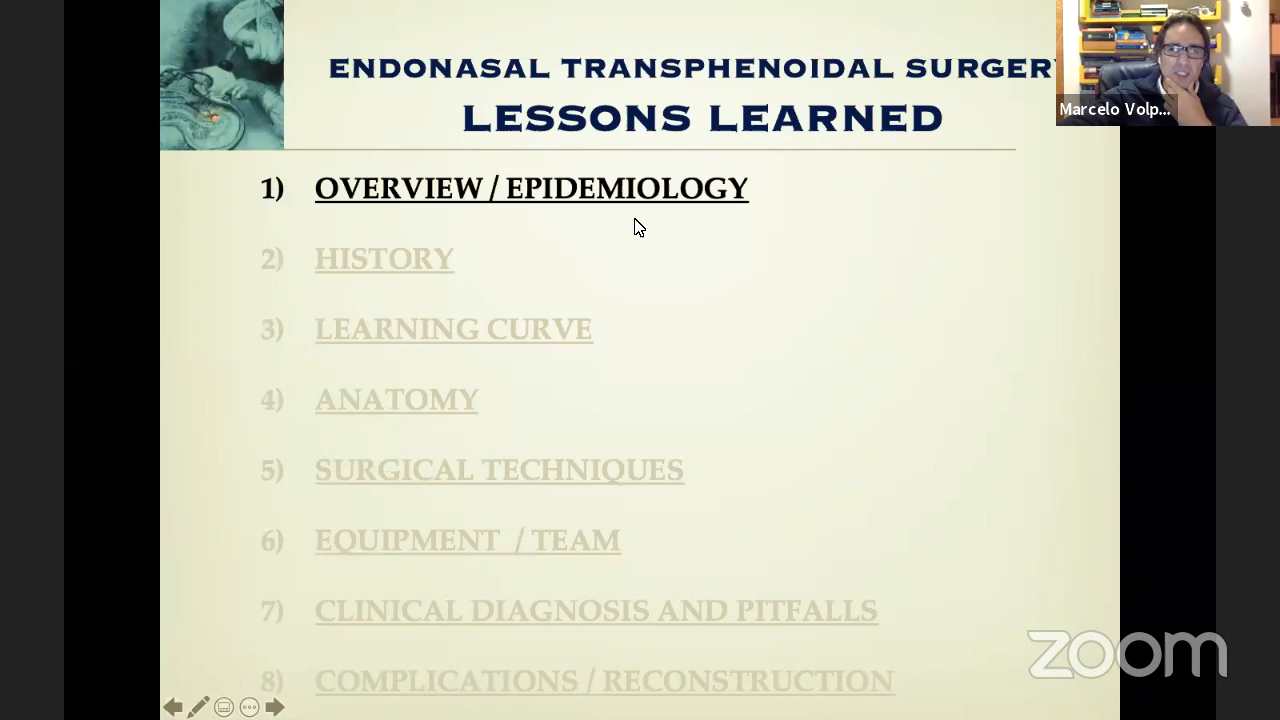 ENDONASAL TRANSPHENOIDAL SURGERY
LESSONS LEARNED
Marcelo Volp...
1) OVERVIEW / EPIDEMIOLOGY
2) HISTORY
3) LEARNING CURVE
4) ANATOMY
5) SURGICAL TECHNIQUES
6) EQUIPMENT / TEAM
7) CLINICAL DIAGNOSIS AND PITFALLS
8) COMPLICATIONS / RECONSTRUCTION
zoom